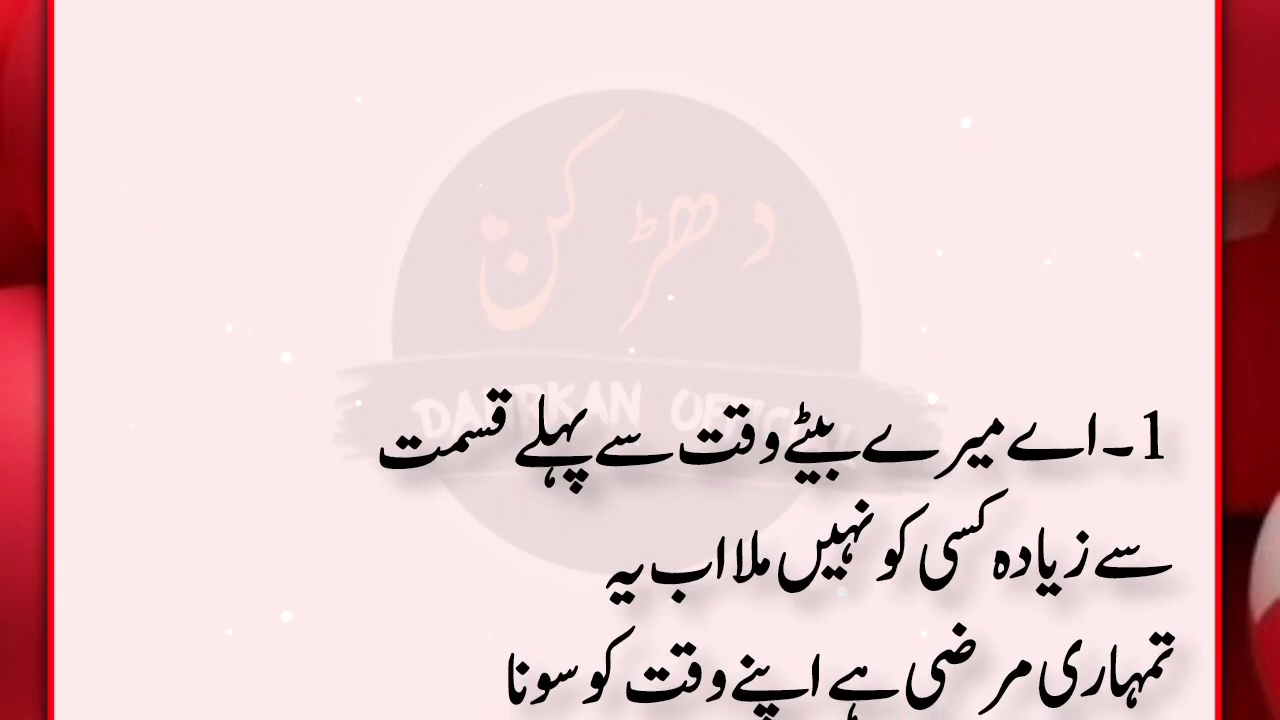 دھڑکن
DAHRKAN OFFICIAL
1۔اے میرے بیٹے وقت سے پہلے قسمت
سے زیادہ کسی کو نہیں ملا اب یہ
تمہاری مرضی ہے اپنے وقت کو سونا